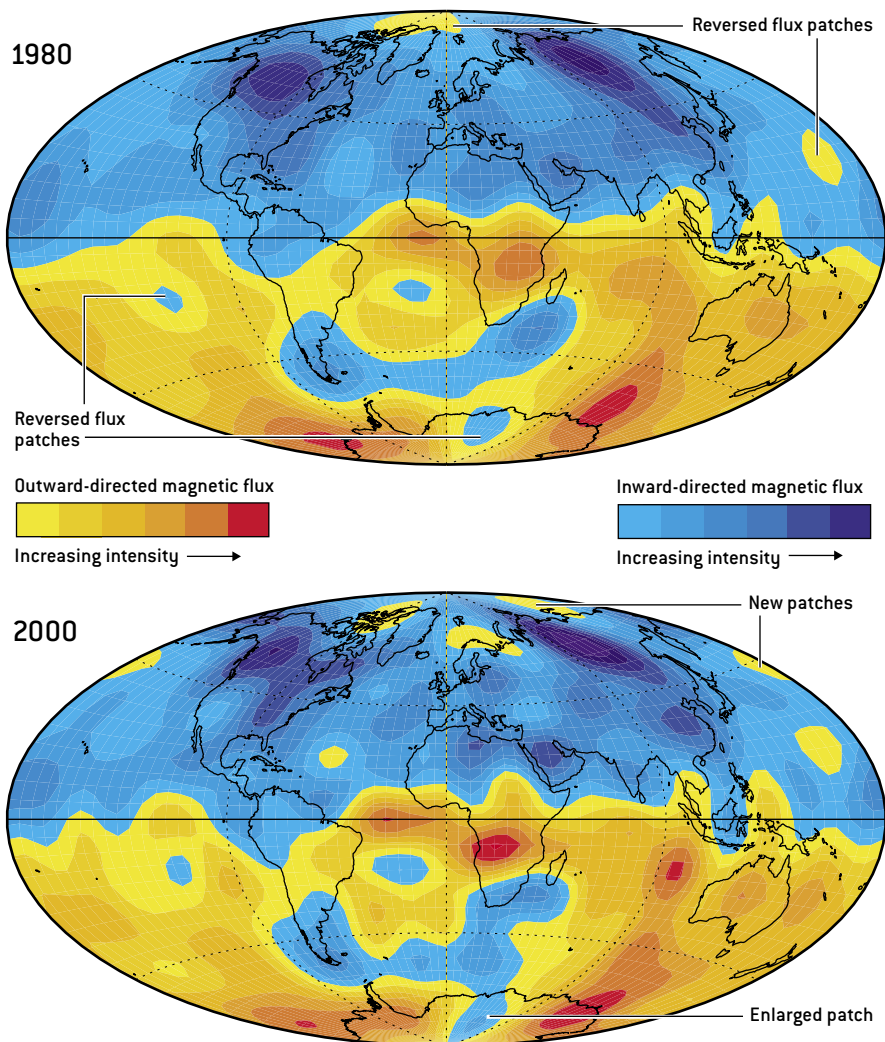 1980
Reversed flux patches
Reversed flux
patches
Outward-directed magnetic flux
Increasing intensity
Inward-directed magnetic flux
Increasing intensity
2000
New patches
Enlarged patch